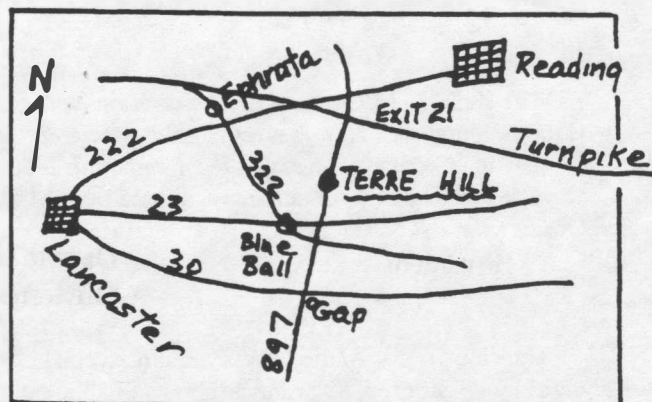 N
Ephrata
Reading
Exit 21
Turnpike
222
322
TERRE HILL
23
Blue
Ball
30
Lancaster
Gap
897